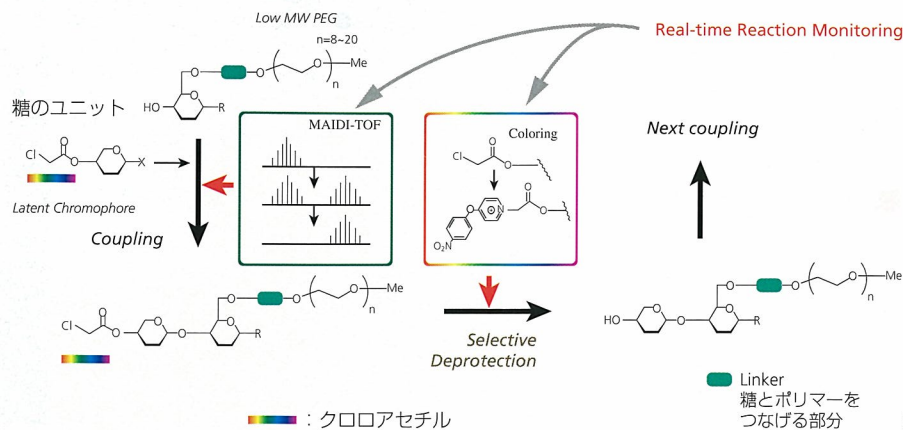 Low MW PEG
n=8~20
Real-time Reaction Monitoring
O
O
O
Me
n
HO
O
R
糖のユニット
MAIDI-TOF
Coloring
Cl
O
O
Next coupling
Cl
O
O
O
X
O
N
O
O
O₂N
Latent Chromophore
Coupling
O
O
O
Me
n
Cl
O
O
O
O
O
R
O
O
O
Me
n
HO
O
O
O
R
Selective
Deprotection
Linker
糖とポリマーを
つなげる部分
：クロロアセチル